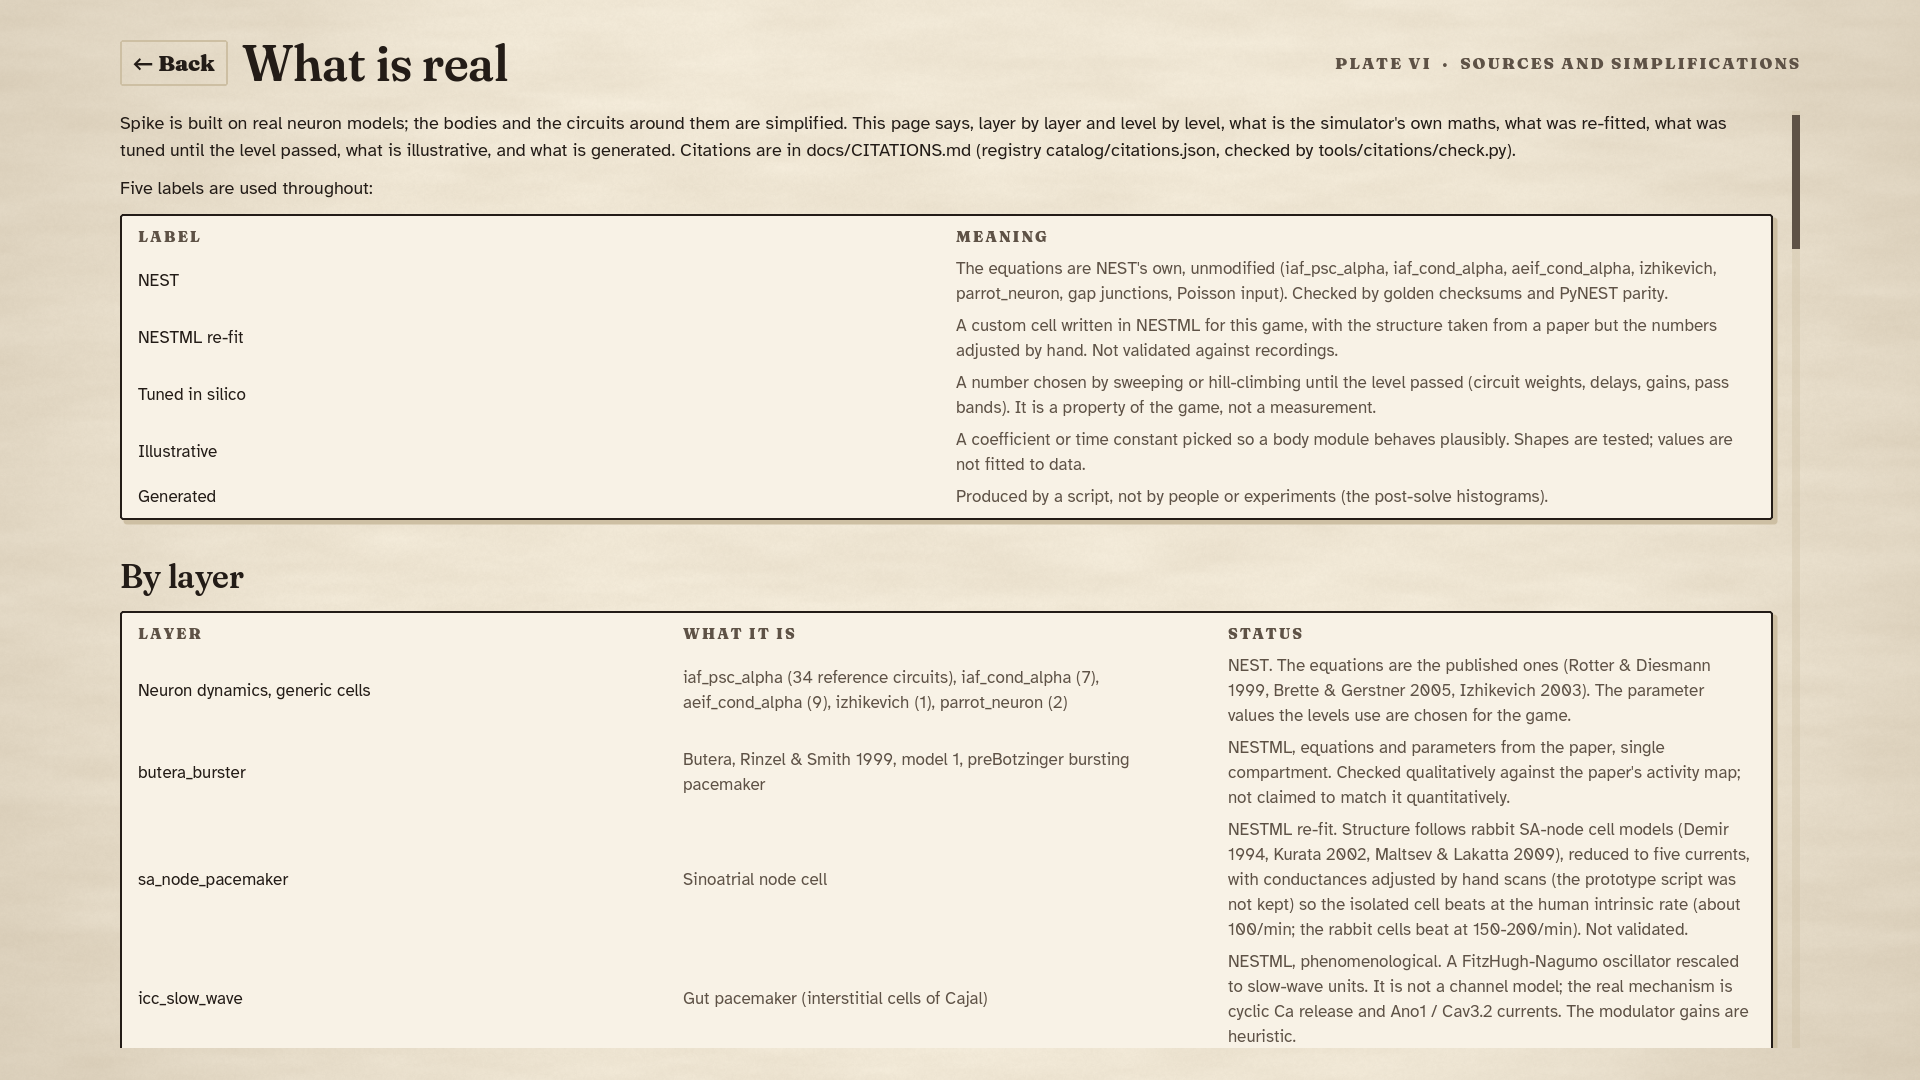 ← Back
What is real
PLATE VI • SOURCES AND SIMPLIFICATIONS
Spike is built on real neuron models; the bodies and the circuits around them are simplified. This page says, layer by layer and level by level, what is the simulator's own maths, what was re-fitted, what was
tuned until the level passed, what is illustrative, and what is generated. Citations are in docs/CITATIONS.md (registry catalog/citations.json, checked by tools/citations/check.py).
Five labels are used throughout:
LABEL
MEANING
NEST
The equations are NEST's own, unmodified (iaf_psc_alpha, iaf_cond_alpha, aeif_cond_alpha, izhikevich,
parrot_neuron, gap junctions, Poisson input). Checked by golden checksums and PyNEST parity.
NESTML re-fit
A custom cell written in NESTML for this game, with the structure taken from a paper but the numbers
adjusted by hand. Not validated against recordings.
Tuned in silico
A number chosen by sweeping or hill-climbing until the level passed (circuit weights, delays, gains, pass
bands). It is a property of the game, not a measurement.
Illustrative
A coefficient or time constant picked so a body module behaves plausibly. Shapes are tested; values are
not fitted to data.
Generated
Produced by a script, not by people or experiments (the post-solve histograms).
By layer
LAYER
WHAT IT IS
STATUS
Neuron dynamics, generic cells
iaf_psc_alpha (34 reference circuits), iaf_cond_alpha (7),
aeif_cond_alpha (9), izhikevich (1), parrot_neuron (2)
NEST. The equations are the published ones (Rotter & Diesmann
1999, Brette & Gerstner 2005, Izhikevich 2003). The parameter
values the levels use are chosen for the game.
butera_burster
Butera, Rinzel & Smith 1999, model 1, preBotzinger bursting
pacemaker
NESTML, equations and parameters from the paper, single
compartment. Checked qualitatively against the paper's activity map;
not claimed to match it quantitatively.
sa_node_pacemaker
Sinoatrial node cell
NESTML re-fit. Structure follows rabbit SA-node cell models (Demir
1994, Kurata 2002, Maltsev & Lakatta 2009), reduced to five currents,
with conductances adjusted by hand scans (the prototype script was
not kept) so the isolated cell beats at the human intrinsic rate (about
100/min; the rabbit cells beat at 150-200/min). Not validated.
icc_slow_wave
Gut pacemaker (interstitial cells of Cajal)
NESTML, phenomenological. A FitzHugh-Nagumo oscillator rescaled
to slow-wave units. It is not a channel model; the real mechanism is
cyclic Ca release and Ano1 / Cav3.2 currents. The modulator gains are
heuristic.